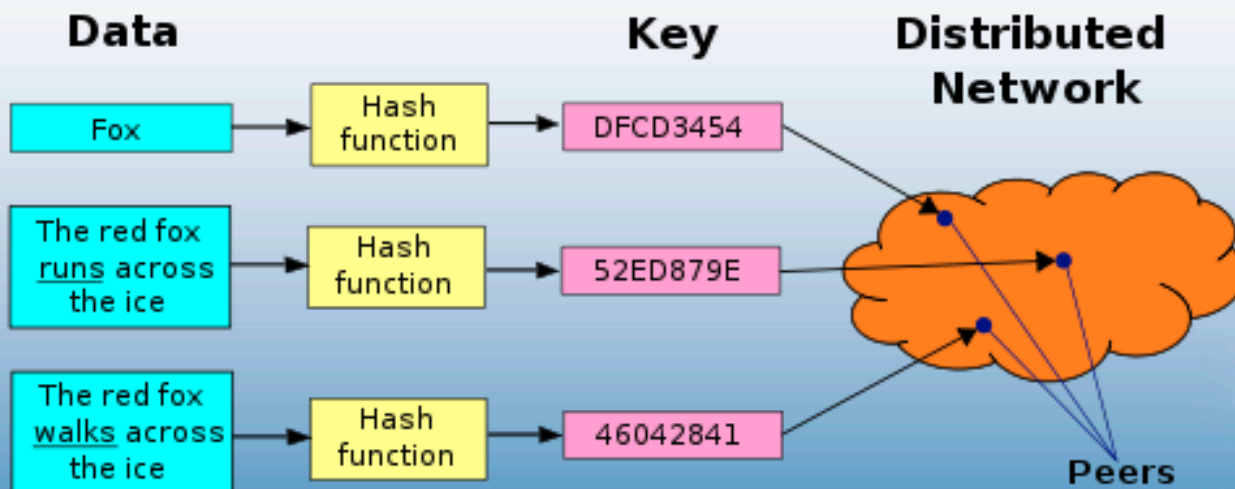 Data
Key
Distributed
Network
Fox
Hash
function
DFCD3454
The red fox
runs across
the ice
Hash
function
52ED879E
The red fox
walks across
the ice
Hash
function
46042841
Peers